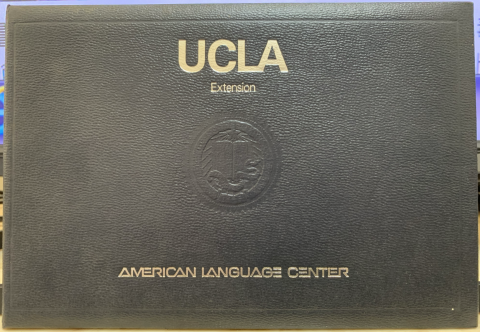 UCLA
Extension
AMERICAN LANGUAGE CENTER